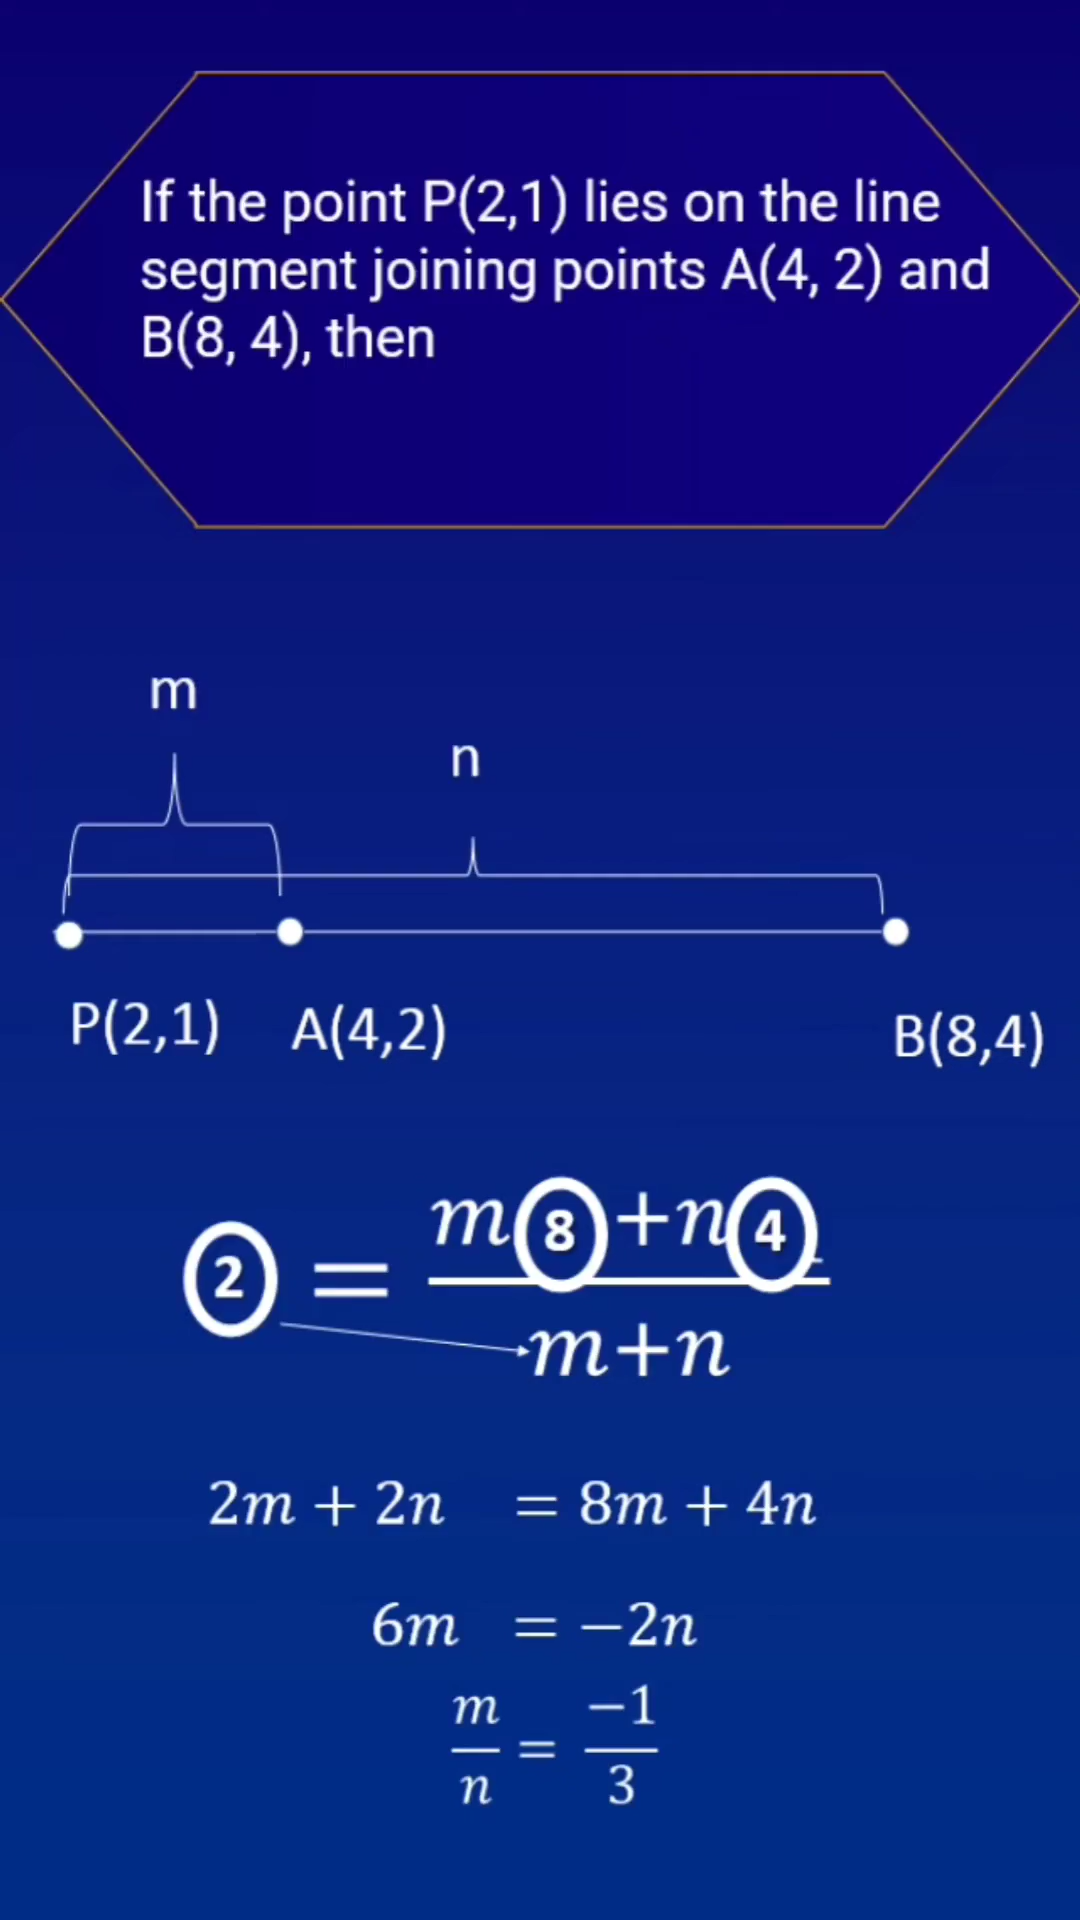 If the point P(2,1) lies on the line
segment joining points A(4, 2) and
B(8, 4), then
m
n
P(2,1) A(4,2) B(8,4)
2 = m8+n4
m+n
2m + 2n = 8m + 4n
6m = −2n
m/n = −1/3